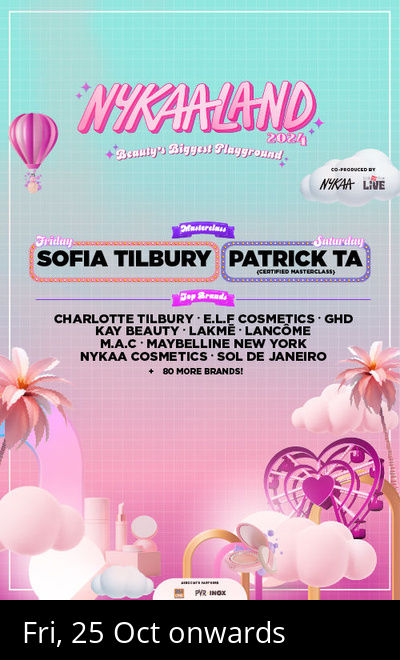 NYKAALAND
2024
Beauty's Biggest Playground
CO-PRODUCED BY
NYKAA
LIVE
Masterclass
Friday
Saturday
SOFIA TILBURY
PATRICK TA
(CERTIFIED MASTERCLASS)
Top Brands
CHARLOTTE TILBURY · E.L.F COSMETICS · GHD
KAY BEAUTY · LAKMĒ · LANCÔME
M.A.C · MAYBELLINE NEW YORK
NYKAA COSMETICS · SOL DE JANEIRO
+ 80 MORE BRANDS!
ASSOCIATE PARTNERS
PVR INOX
Fri, 25 Oct onwards